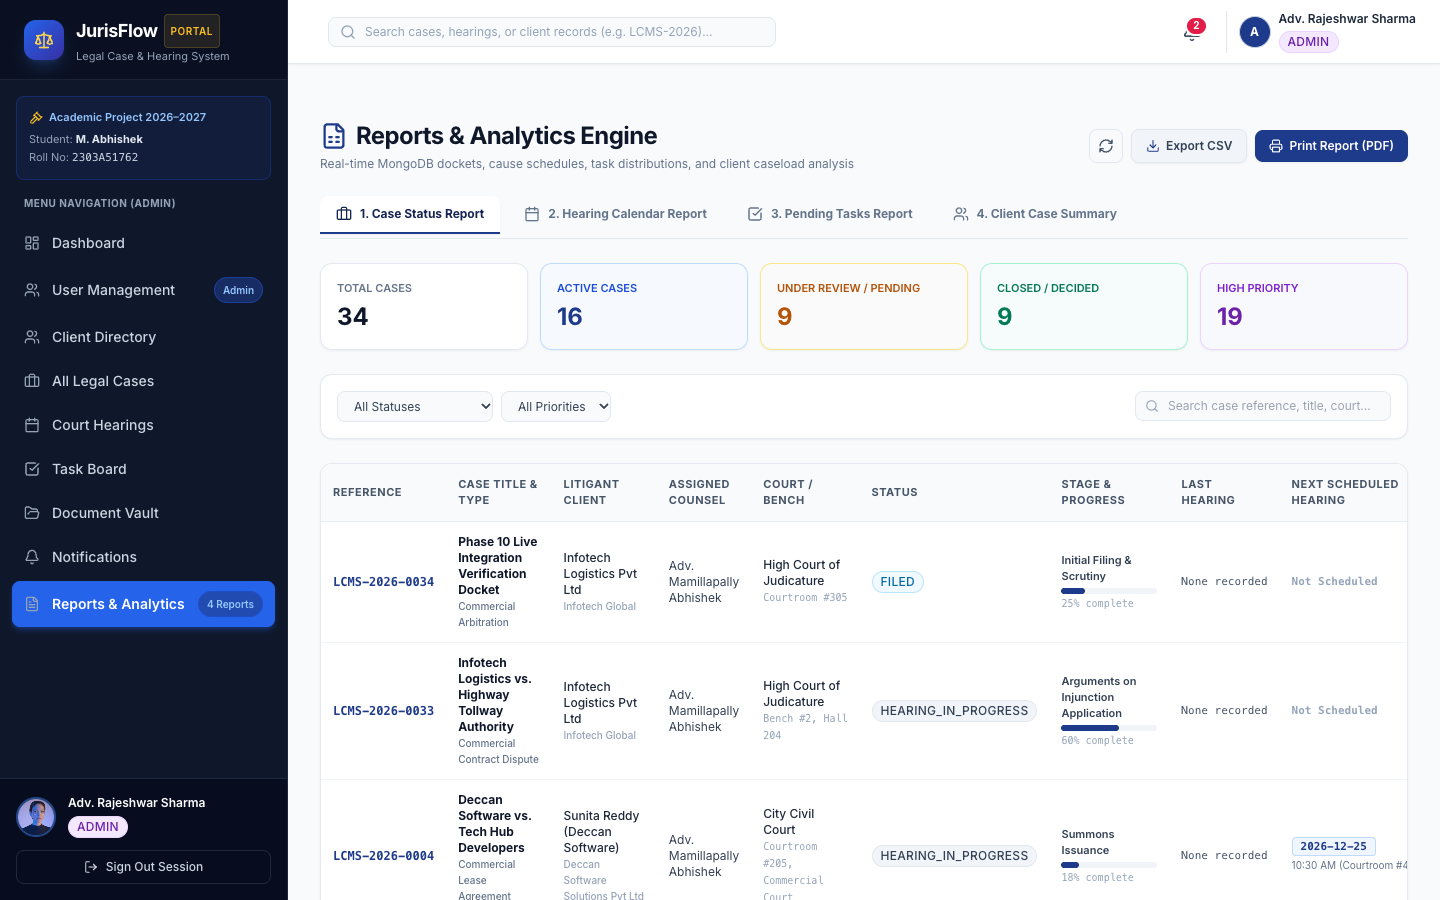 JurisFlow PORTAL
Legal Case & Hearing System
Academic Project 2026–2027
Student: M. Abhishek
Roll No: 2303A51762
MENU NAVIGATION (ADMIN)
Dashboard
User Management Admin
Client Directory
All Legal Cases
Court Hearings
Task Board
Document Vault
Notifications
Reports & Analytics 4 Reports
Adv. Rajeshwar Sharma
ADMIN
Sign Out Session
Search cases, hearings, or client records (e.g. LCMS-2026)...
2
A
Adv. Rajeshwar Sharma
ADMIN
Reports & Analytics Engine
Real-time MongoDB dockets, cause schedules, task distributions, and client caseload analysis
Export CSV
Print Report (PDF)
1. Case Status Report
2. Hearing Calendar Report
3. Pending Tasks Report
4. Client Case Summary
TOTAL CASES
34
ACTIVE CASES
16
UNDER REVIEW / PENDING
9
CLOSED / DECIDED
9
HIGH PRIORITY
19
All Statuses
All Priorities
Search case reference, title, court...
REFERENCE
CASE TITLE &
TYPE
LITIGANT
CLIENT
ASSIGNED
COUNSEL
COURT /
BENCH
STATUS
STAGE &
PROGRESS
LAST
HEARING
NEXT SCHEDULED
HEARING
LCMS-2026-0034
Phase 10 Live
Integration
Verification
Docket
Commercial
Arbitration
Infotech
Logistics Pvt
Ltd
Infotech Global
Adv.
Mamillapally
Abhishek
High Court of
Judicature
Courtroom #305
FILED
Initial Filing &
Scrutiny
25% complete
None recorded
Not Scheduled
LCMS-2026-0033
Infotech
Logistics vs.
Highway
Tollway
Authority
Commercial
Contract Dispute
Infotech
Logistics Pvt
Ltd
Infotech Global
Adv.
Mamillapally
Abhishek
High Court of
Judicature
Bench #2, Hall
204
HEARING_IN_PROGRESS
Arguments on
Injunction
Application
60% complete
None recorded
Not Scheduled
LCMS-2026-0004
Deccan
Software vs.
Tech Hub
Developers
Commercial
Lease
Agreement
Sunita Reddy
(Deccan
Software)
Deccan
Software
Solutions Pvt Ltd
Adv.
Mamillapally
Abhishek
City Civil
Court
Courtroom
#205,
Commercial
Court
HEARING_IN_PROGRESS
Summons
Issuance
18% complete
None recorded
2026-12-25
10:30 AM (Courtroom #4